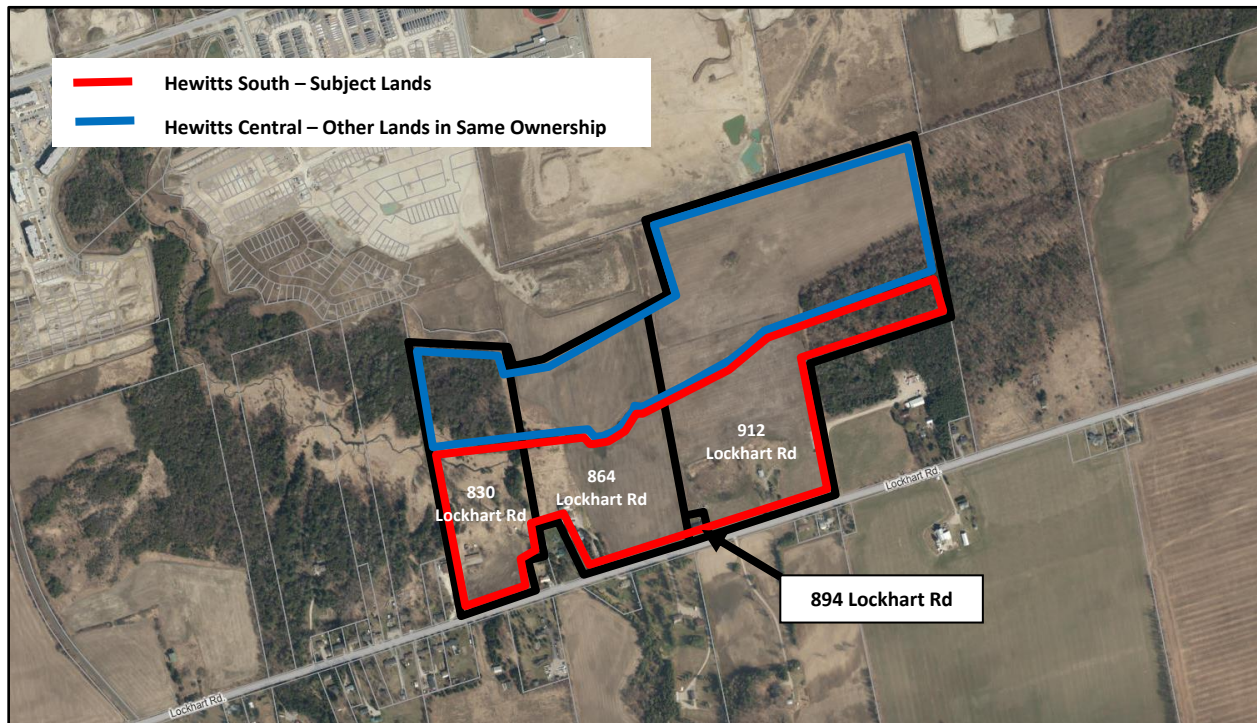 Hewitts South – Subject Lands
Hewitts Central – Other Lands in Same Ownership
830
Lockhart Rd
864
Lockhart Rd
912
Lockhart Rd
Lockhart Rd
894 Lockhart Rd
Lockhart Rd